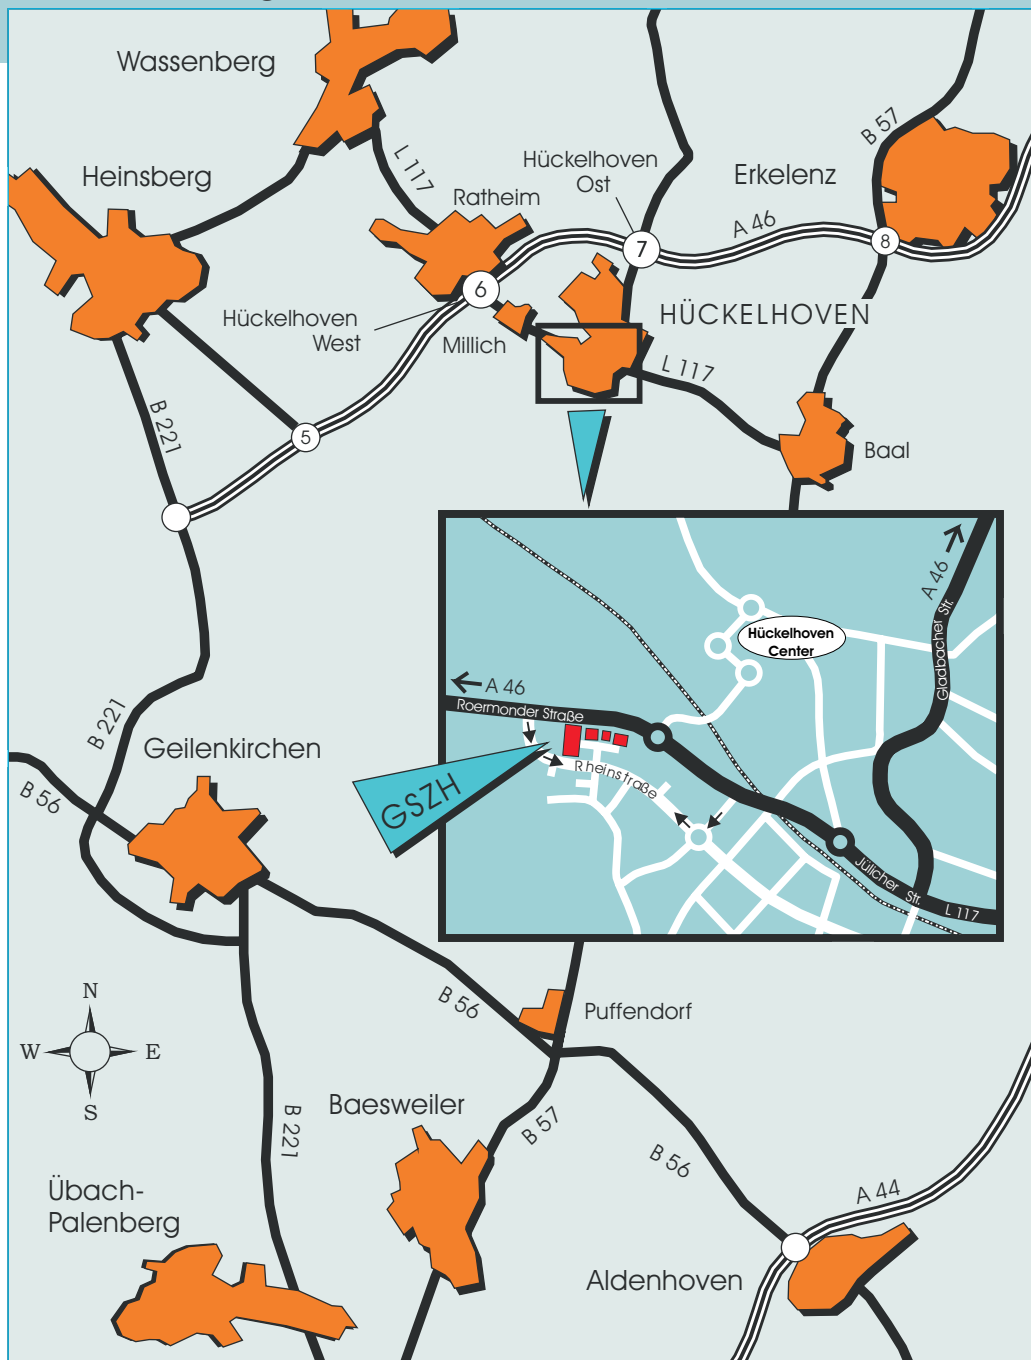 Wassenberg
Heinsberg
L 117
Ratheim
Hückelhoven
Ost
Erkelenz
B 57
A 46
7
8
6
HÜCKELHOVEN
Hückelhoven
West
Millich
L 117
B 221
5
Baal
A 46
Gladbacher Str.
Hückelhoven
Center
A 46
Roermonder Straße
Rheinstraße
GSZH
Jülicher Str.
L 117
B 221
Geilenkirchen
B 56
B 56
Puffendorf
N
W
E
S
Baesweiler
B 57
B 221
B 56
Übach-
Palenberg
A 44
Aldenhoven